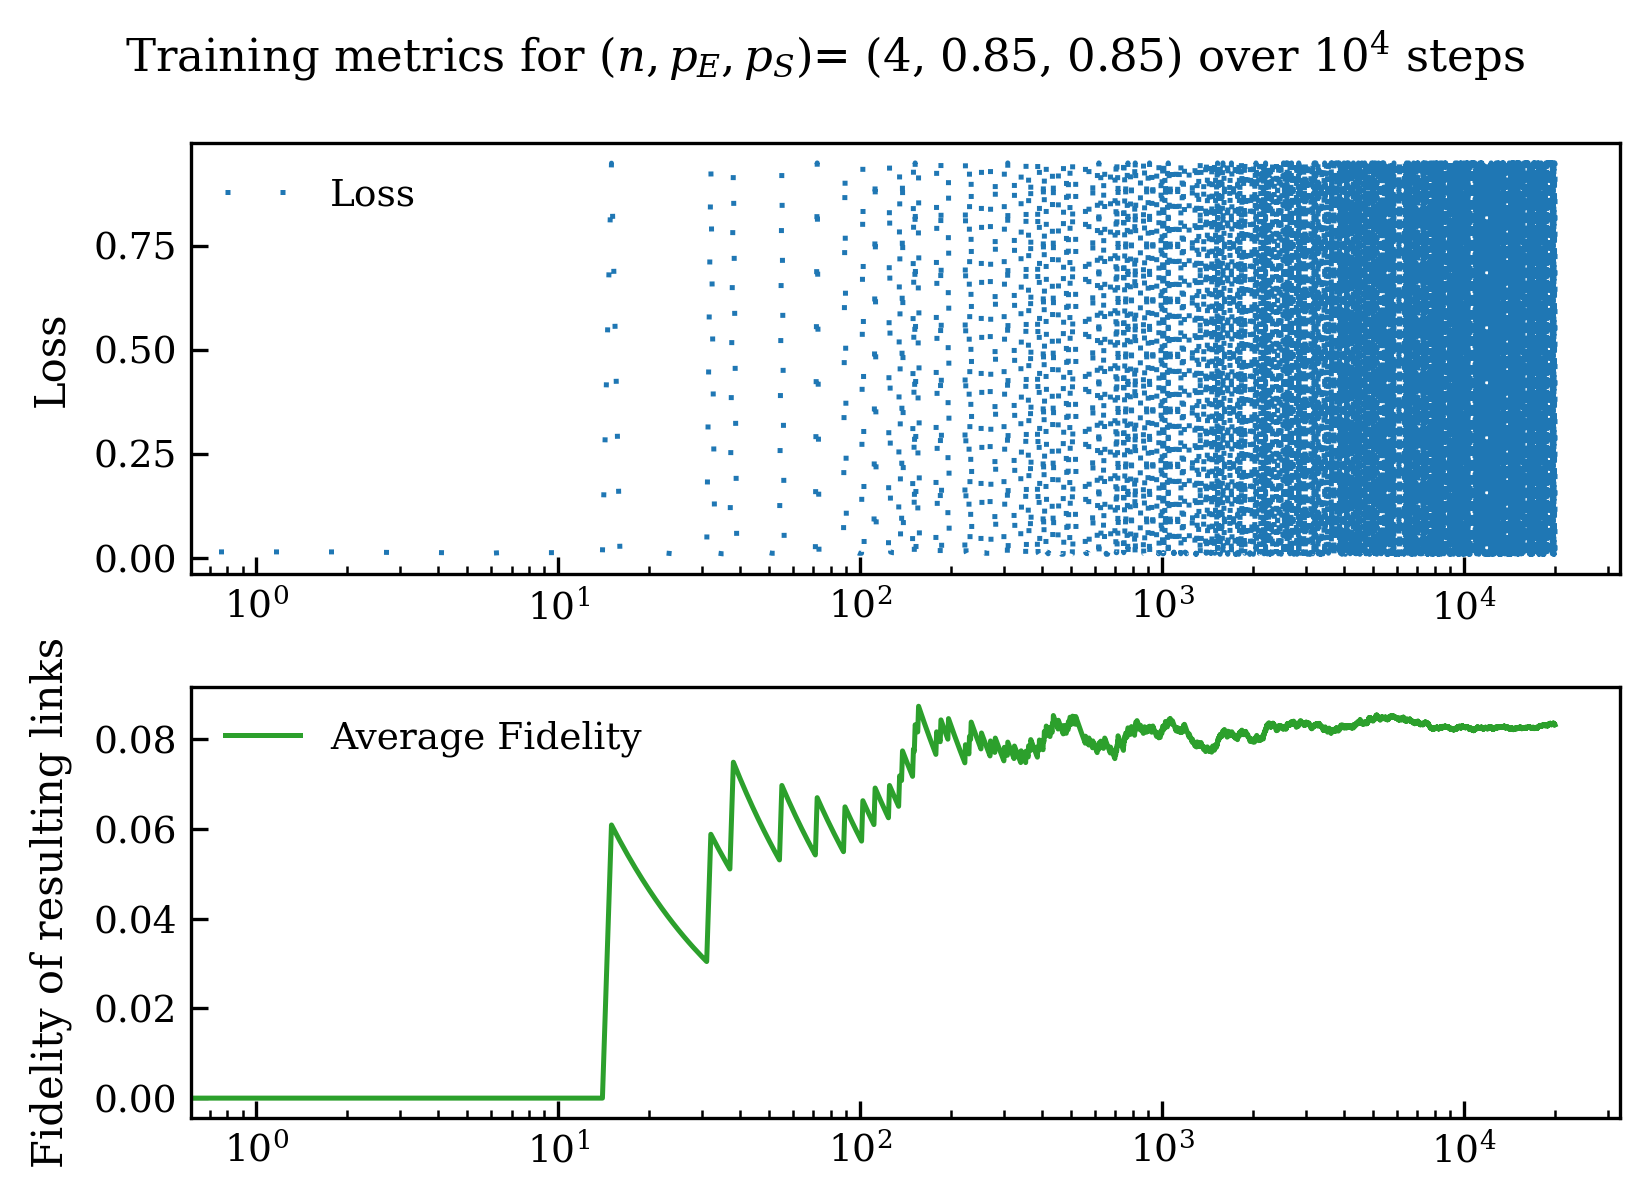 Training metrics for (n, p_E, p_S)= (4, 0.85, 0.85) over 10^4 steps
Loss
Loss
0.75
0.50
0.25
0.00
10^0 10^1 10^2 10^3 10^4
Fidelity of resulting links
Average Fidelity
0.08
0.06
0.04
0.02
0.00
10^0 10^1 10^2 10^3 10^4